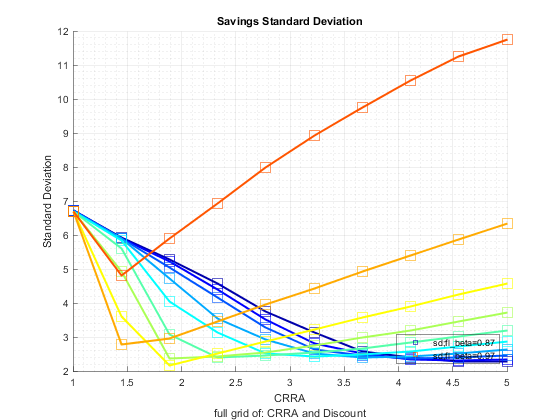 Savings Standard Deviation
12
11
10
9
8
7
6
5
4
3
2
Standard Deviation
sd,fi_beta=0.87
sd,fi_beta=0.97
1 1.5 2 2.5 3 3.5 4 4.5 5
CRRA
full grid of: CRRA and Discount